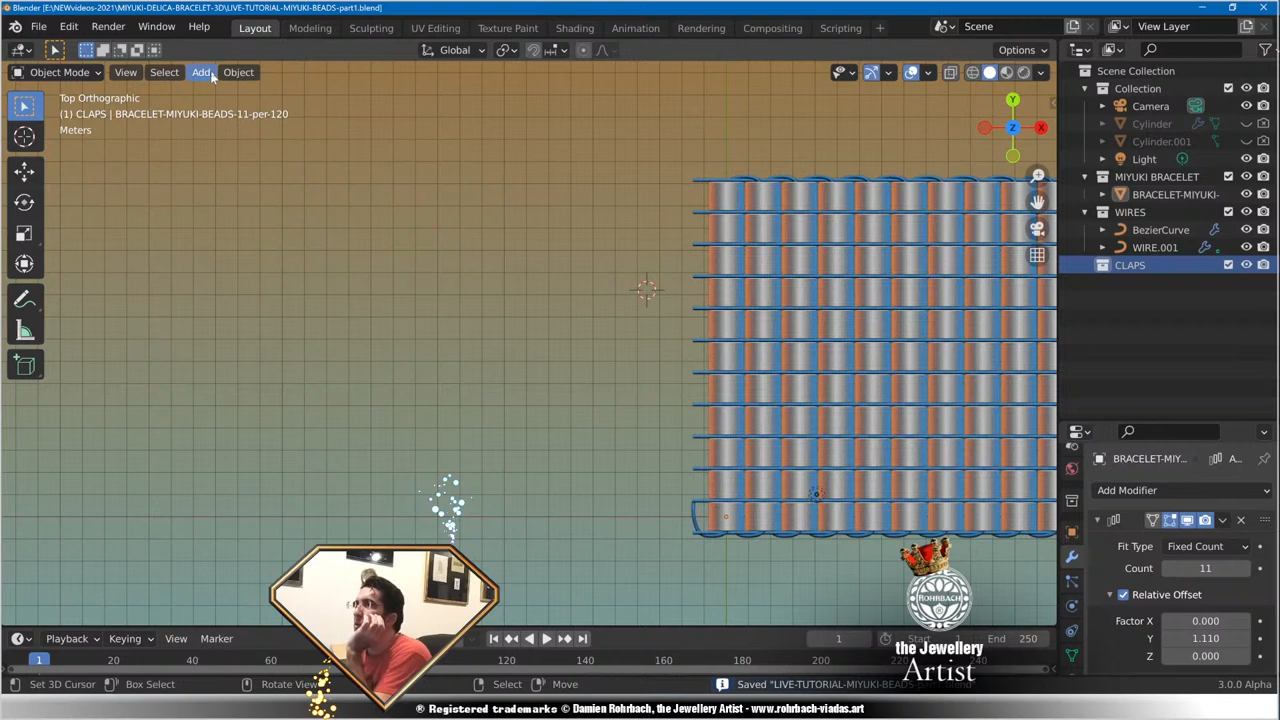 Blender [E:\NEWvideos-2021\MIYUKI-DELICA-BRACELET-3D\LIVE-TUTORIAL-MIYUKI-BEADS-part1.blend]
File Edit Render Window Help Layout Modeling Sculpting UV Editing Texture Paint Shading Animation Rendering Compositing Scripting + Scene View Layer
Global Options
Object Mode View Select Add Object
Top Orthographic
(1) CLAPS | BRACELET-MIYUKI-BEADS-11-per-120
Meters
Y
X
Z
Scene Collection
Collection
Camera
Cylinder
Cylinder.001
Light
MIYUKI BRACELET
BRACELET-MIYUKI-
WIRES
BezierCurve
WIRE.001
CLAPS
BRACELET-MIY... A...
Add Modifier
Fit Type Fixed Count
Count 11
Relative Offset
Factor X 0.000
Y 1.110
Z 0.000
ROHRBACH
the Jewellery
Artist
Playback Keying View Marker 1 Start 1 End 250
1 20 40 60 120 140 160 180 200 220 240
Set 3D Cursor Box Select Rotate View Select Move Saved "LIVE-TUTORIAL-MIYUKI-BEADS-part1.blend" 3.0.0 Alpha
® Registered trademarks © Damien Rohrbach, the Jewellery Artist - www.rohrbach-viadas.art